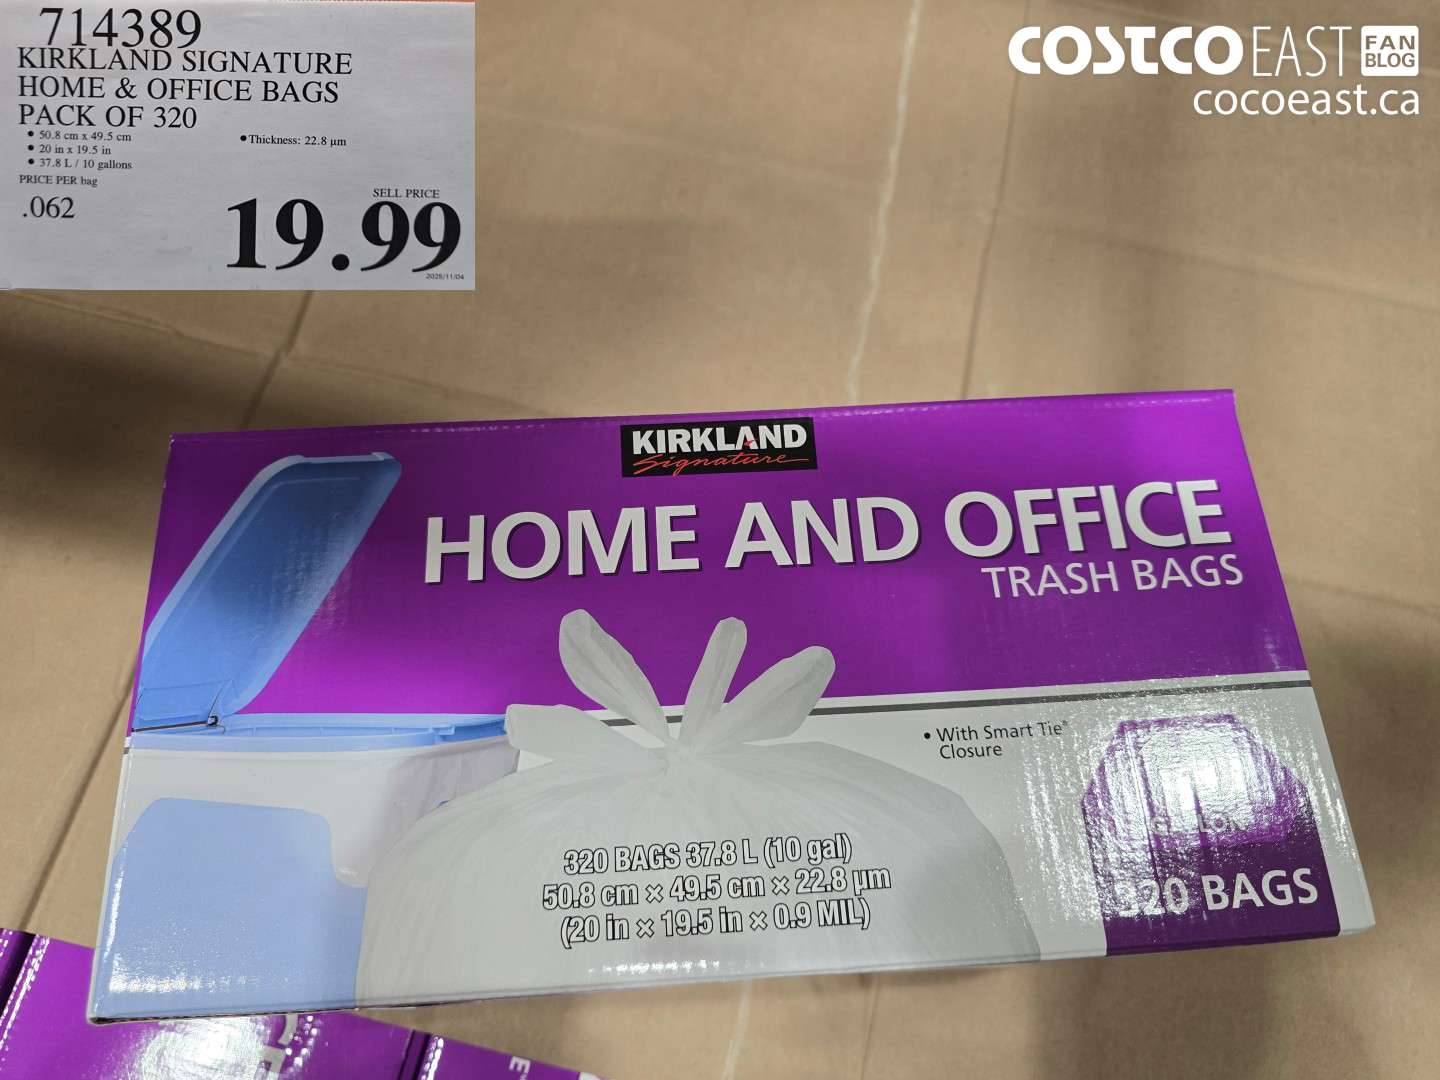 714389
KIRKLAND SIGNATURE
HOME & OFFICE BAGS
PACK OF 320
• 50.8 cm x 49.5 cm
• Thickness: 22.8 µm
• 20 in x 19.5 in
• 37.8 L / 10 gallons
PRICE PER bag
.062
SELL PRICE
19.99
2025/11/04
COSTCO EAST FAN BLOG
cocoeast.ca
KIRKLAND
Signature
HOME AND OFFICE
TRASH BAGS
• With Smart Tie®
Closure
320 BAGS 37.8 L (10 gal)
50.8 cm × 49.5 cm × 22.8 µm
(20 in × 19.5 in × 0.9 MIL)
GALLON
320 BAGS